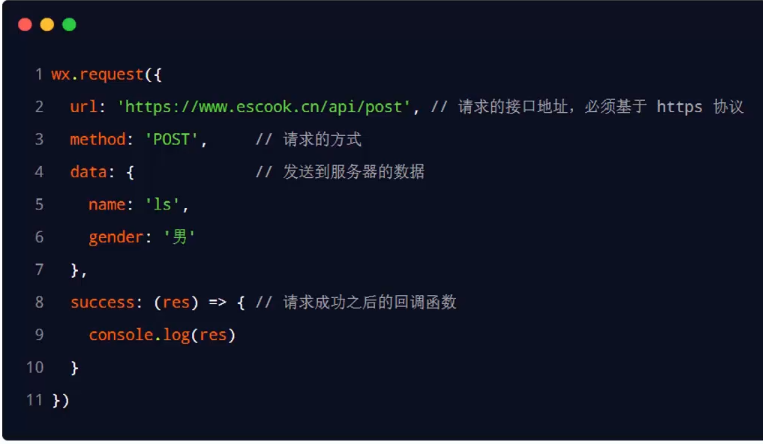 1 wx.request({
2   url: 'https://www.escook.cn/api/post', // 请求的接口地址，必须基于 https 协议
3   method: 'POST',     // 请求的方式
4   data: {             // 发送到服务器的数据
5     name: 'ls',
6     gender: '男'
7   },
8   success: (res) => { // 请求成功之后的回调函数
9     console.log(res)
10   }
11 })